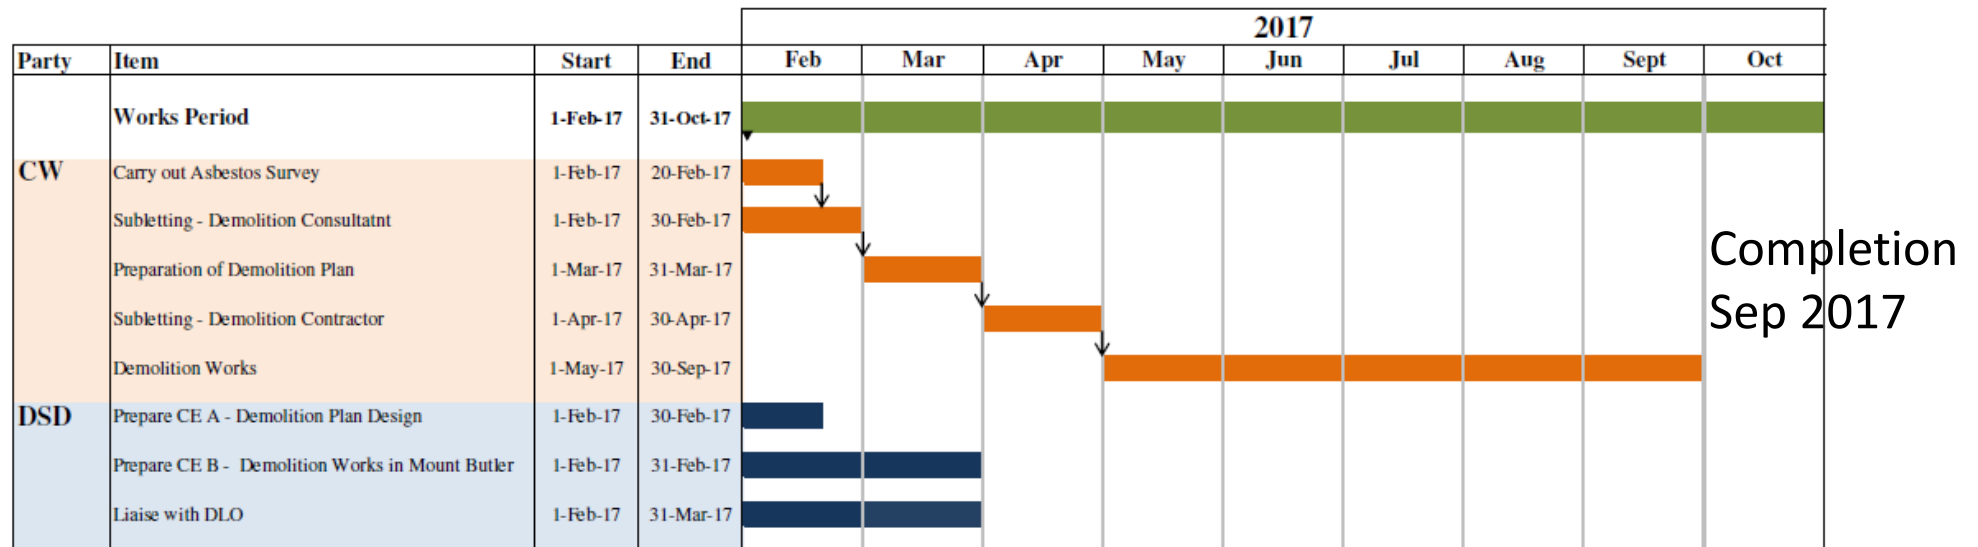 2017
Party Item Start End Feb Mar Apr May Jun Jul Aug Sept Oct
Works Period 1-Feb-17 31-Oct-17
CW Carry out Asbestos Survey 1-Feb-17 20-Feb-17
Subletting - Demolition Consultatnt 1-Feb-17 30-Feb-17
Preparation of Demolition Plan 1-Mar-17 31-Mar-17
Subletting - Demolition Contractor 1-Apr-17 30-Apr-17
Demolition Works 1-May-17 30-Sep-17
DSD Prepare CE A - Demolition Plan Design 1-Feb-17 30-Feb-17
Prepare CE B - Demolition Works in Mount Butler 1-Feb-17 31-Feb-17
Liaise with DLO 1-Feb-17 31-Mar-17
Completion
Sep 2017